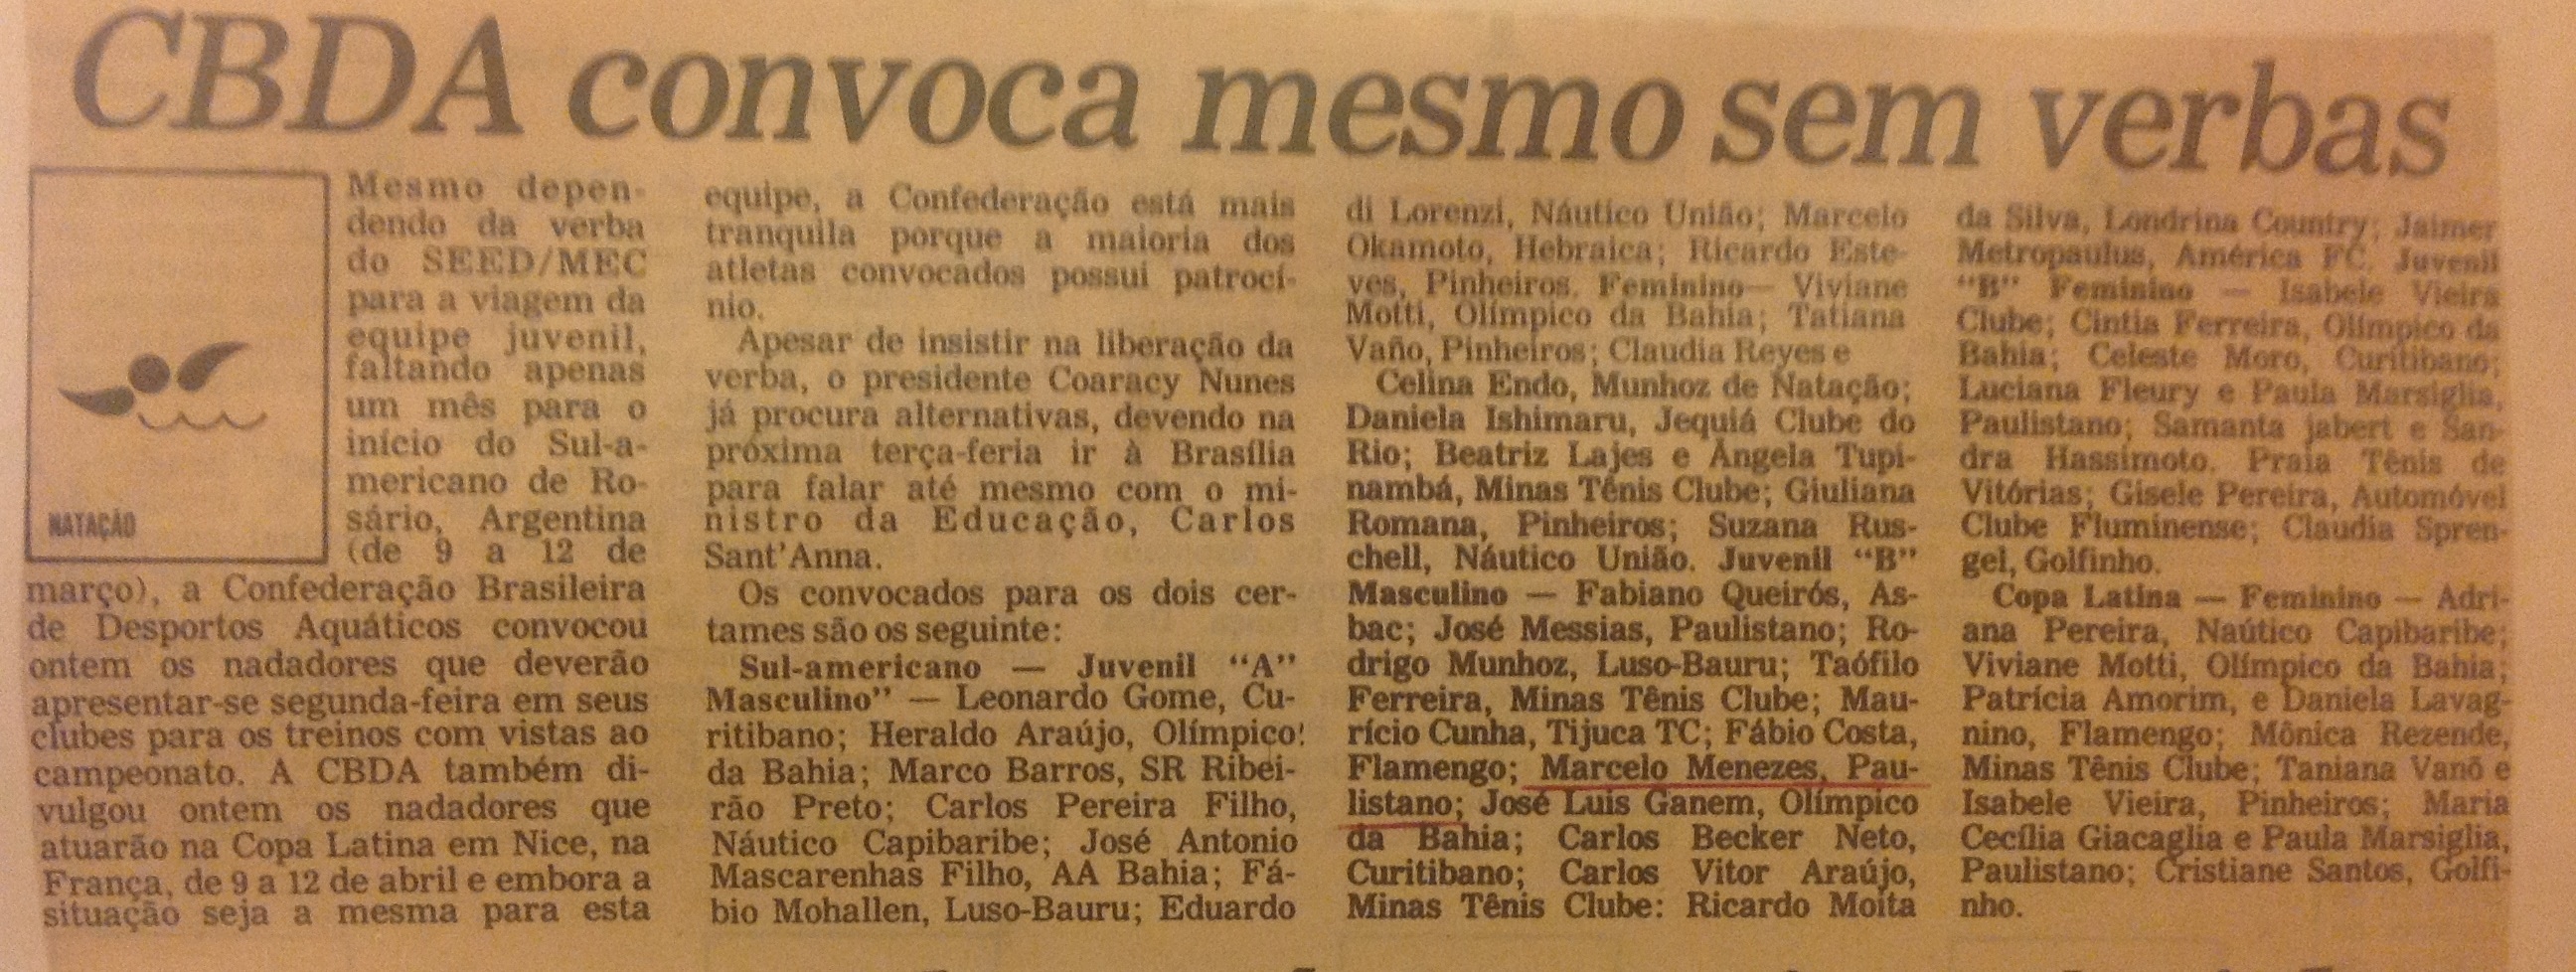 CBDA convoca mesmo sem verbas
NATAÇÃO
Mesmo depen-
dendo da verba
do SEED/MEC
para a viagem da
equipe juvenil,
faltando apenas
um mês para o
início do Sul-a-
mericano de Ro-
sário, Argentina
(de 9 a 12 de
março), a Confederação Brasileira
de Desportos Aquáticos convocou
ontem os nadadores que deverão
apresentar-se segunda-feira em seus
clubes para os treinos com vistas ao
campeonato. A CBDA também di-
vulgou ontem os nadadores que
atuarão na Copa Latina em Nice, na
França, de 9 a 12 de abril e embora a
situação seja a mesma para esta
equipe, a Confederação está mais
tranquila porque a maioria dos
atletas convocados possui patrocí-
nio.
Apesar de insistir na liberação da
verba, o presidente Coaracy Nunes
já procura alternativas, devendo na
próxima terça-feria ir à Brasília
para falar até mesmo com o mi-
nistro da Educação, Carlos
Sant'Anna.
Os convocados para os dois cer-
tames são os seguinte:
Sul-americano — Juvenil "A"
Masculino" — Leonardo Gome, Cu-
ritibano; Heraldo Araújo, Olímpico!
da Bahia; Marco Barros, SR Ribei-
rão Preto; Carlos Pereira Filho,
Náutico Capibaribe; José Antonio
Mascarenhas Filho, AA Bahia; Fá-
bio Mohallen, Luso-Bauru; Eduardo
di Lorenzi, Náutico União; Marcelo
Okamoto, Hebraica; Ricardo Este-
ves, Pinheiros. Feminino— Viviane
Motti, Olímpico da Bahia; Tatiana
Vaño, Pinheiros; Claudia Reyes e
Celina Endo, Munhoz de Natação;
Daniela Ishimaru, Jequiá Clube do
Rio; Beatriz Lajes e Ângela Tupi-
nambá, Minas Tênis Clube; Giuliana
Romana, Pinheiros; Suzana Rus-
chell, Náutico União. Juvenil "B"
Masculino — Fabiano Queirós, As-
bac; José Messias, Paulistano; Ro-
drigo Munhoz, Luso-Bauru; Taófilo
Ferreira, Minas Tênis Clube; Mau-
rício Cunha, Tijuca TC; Fábio Costa,
Flamengo; Marcelo Menezes, Pau-
listano; José Luis Ganem, Olímpico
da Bahia; Carlos Becker Neto,
Curitibano; Carlos Vitor Araújo,
Minas Tênis Clube: Ricardo Moita
da Silva, Londrina Country; Jaimer
Metropaulus, América FC. Juvenil
"B" Feminino — Isabele Vieira
Clube; Cintia Ferreira, Olímpico da
Bahia; Celeste Moro, Curitibano;
Luciana Fleury e Paula Marsiglia,
Paulistano; Samanta jabert e San-
dra Hassimoto. Praia Tênis de
Vitórias; Gisele Pereira, Automóvel
Clube Fluminense; Claudia Spren-
gel, Golfinho.
Copa Latina — Feminino — Adri-
ana Pereira, Naútico Capibaribe;
Viviane Motti, Olímpico da Bahia;
Patrícia Amorim, e Daniela Lavag-
nino, Flamengo; Mônica Rezende,
Minas Tênis Clube; Taniana Vanõ e
Isabele Vieira, Pinheiros; Maria
Cecília Giacaglia e Paula Marsiglia,
Paulistano; Cristiane Santos, Golfi-
nho.